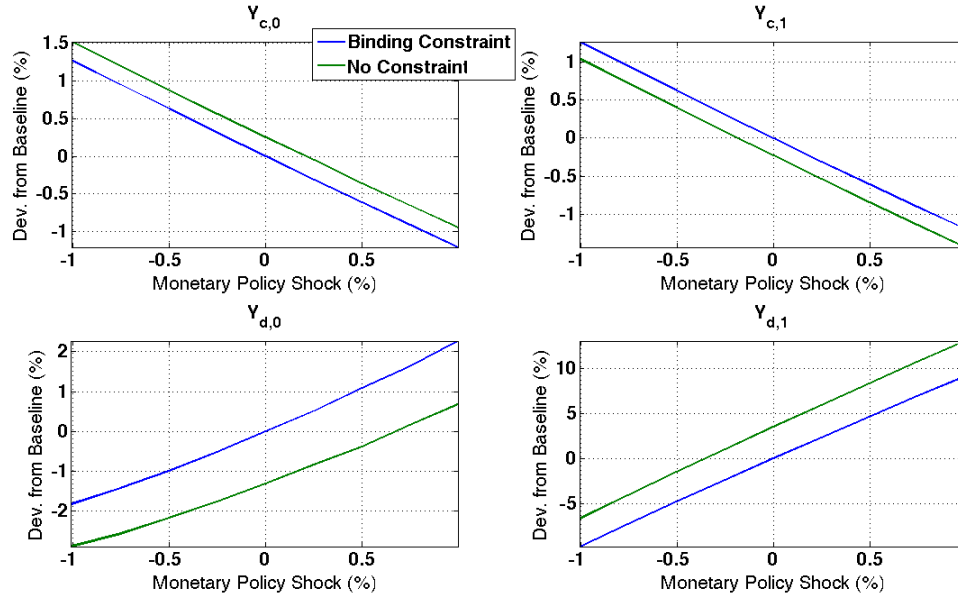 Y c,0
Y c,1
Binding Constraint
No Constraint
Dev. from Baseline (%)
1.5
1
0.5
0
-0.5
-1
-1
-0.5
0
0.5
Monetary Policy Shock (%)
Dev. from Baseline (%)
1
0.5
0
-0.5
-1
-1
-0.5
0
0.5
Monetary Policy Shock (%)
Y d,0
Y d,1
Dev. from Baseline (%)
2
1
0
-1
-2
-1
-0.5
0
0.5
Monetary Policy Shock (%)
Dev. from Baseline (%)
10
5
0
-5
-1
-0.5
0
0.5
Monetary Policy Shock (%)